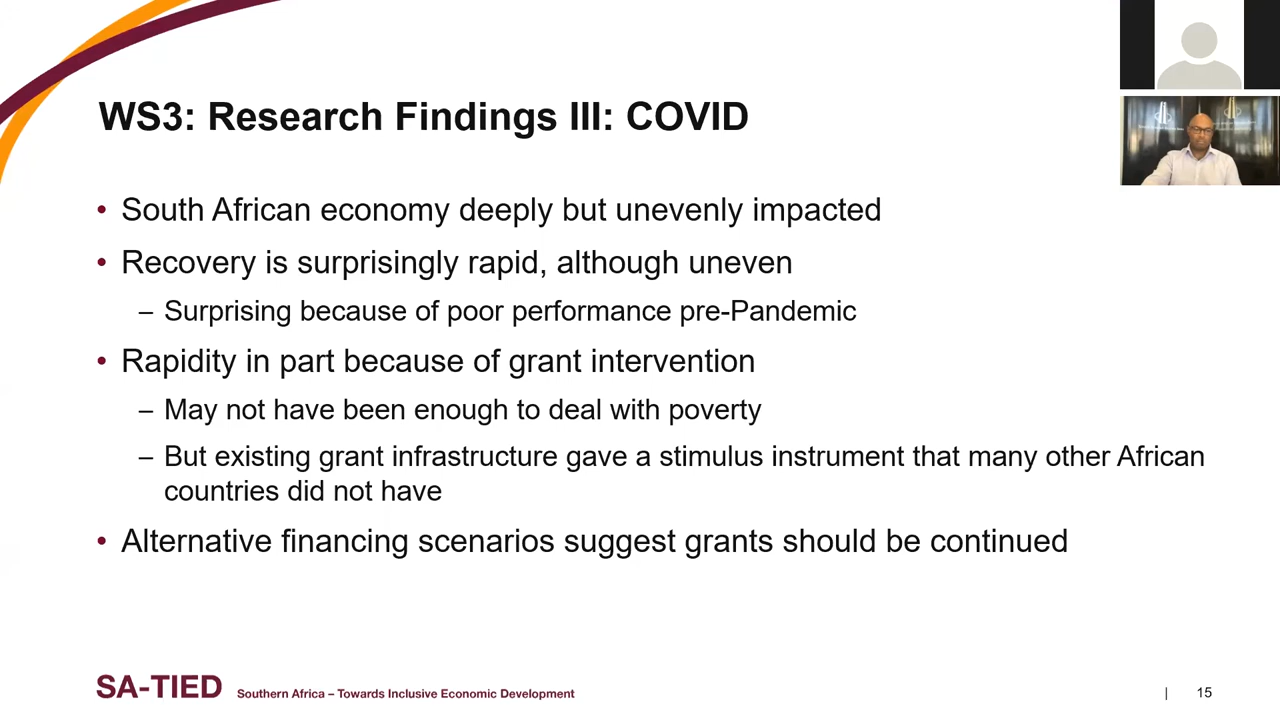 WS3: Research Findings III: COVID
• South African economy deeply but unevenly impacted
• Recovery is surprisingly rapid, although uneven
– Surprising because of poor performance pre-Pandemic
• Rapidity in part because of grant intervention
– May not have been enough to deal with poverty
– But existing grant infrastructure gave a stimulus instrument that many other African
countries did not have
• Alternative financing scenarios suggest grants should be continued
SA-TIED Southern Africa – Towards Inclusive Economic Development
| 15